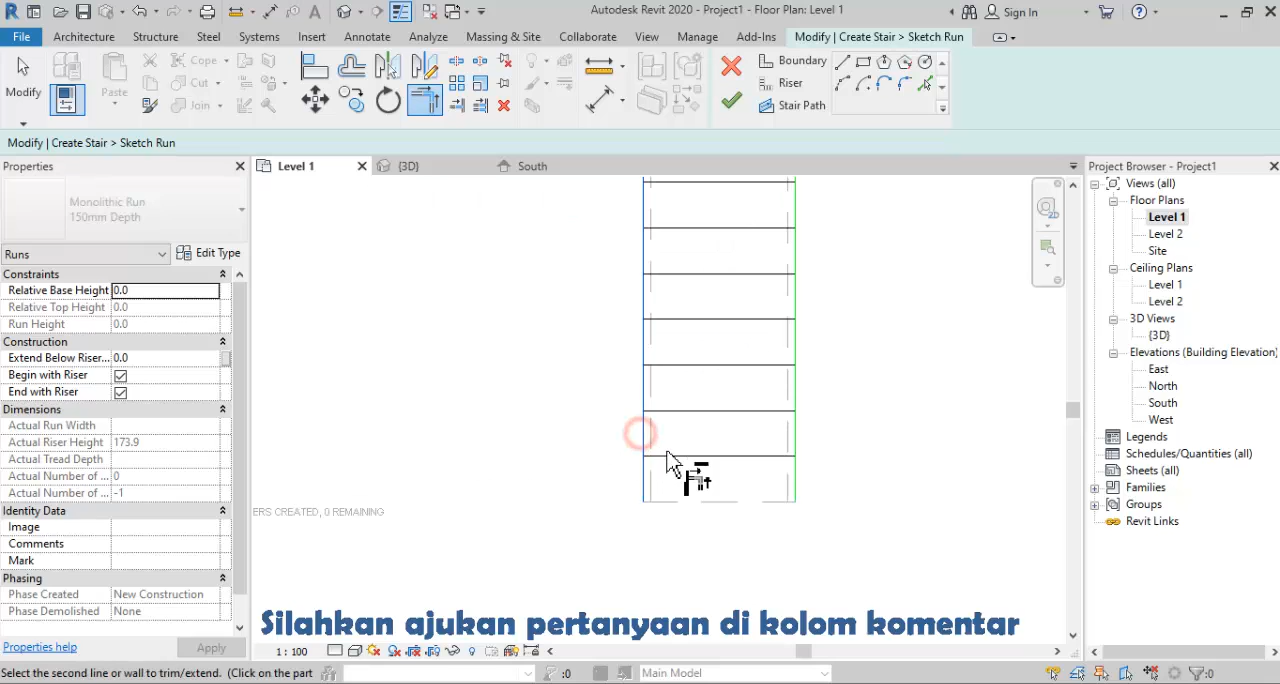 Autodesk Revit 2020 - Project1 - Floor Plan: Level 1
Sign In
File Architecture Structure Steel Systems Insert Annotate Analyze Massing & Site Collaborate View Manage Add-Ins Modify | Create Stair > Sketch Run
Modify
Paste
Cope
Cut
Join
Boundary
Riser
Stair Path
Modify | Create Stair > Sketch Run
Properties
Monolithic Run
150mm Depth
Runs
Edit Type
Constraints
Relative Base Height 0.0
Relative Top Height 0.0
Run Height 0.0
Construction
Extend Below Riser... 0.0
Begin with Riser
End with Riser
Dimensions
Actual Run Width
Actual Riser Height 173.9
Actual Tread Depth
Actual Number of ... 0
Actual Number of ... -1
Identity Data
Image
Comments
Mark
Phasing
Phase Created New Construction
Phase Demolished None
Properties help
Apply
Level 1
{3D}
South
2D
ERS CREATED, 0 REMAINING
Silahkan ajukan pertanyaan di kolom komentar
1 : 100
Project Browser - Project1
Views (all)
Floor Plans
Level 1
Level 2
Site
Ceiling Plans
Level 1
Level 2
3D Views
{3D}
Elevations (Building Elevation)
East
North
South
West
Legends
Schedules/Quantities (all)
Sheets (all)
Families
Groups
Revit Links
Select the second line or wall to trim/extend. (Click on the part
:0
Main Model
:0